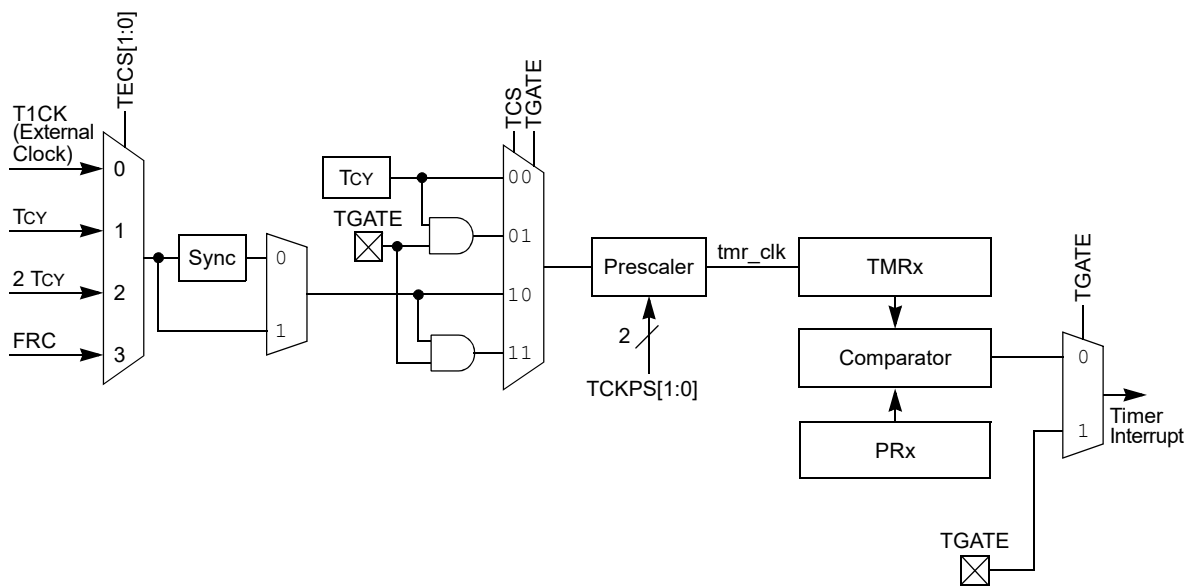 TECS[1:0]
T1CK
(External
Clock)
0
TCY
1
2 TCY
2
FRC
3
Sync
0
1
TCY
TGATE
TCS
TGATE
00
01
10
11
Prescaler
2
TCKPS[1:0]
tmr_clk
TMRx
Comparator
PRx
TGATE
0
1
Timer
Interrupt
TGATE